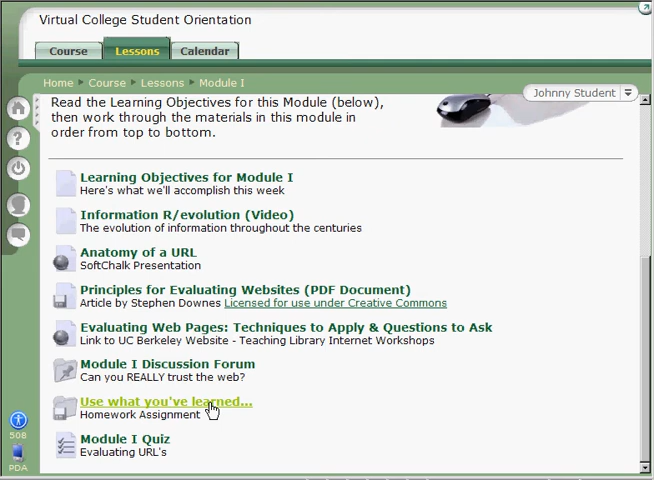 Virtual College Student Orientation
Course Lessons Calendar
Home Course Lessons Module I
Johnny Student
Read the Learning Objectives for this Module (below),
then work through the materials in this module in
order from top to bottom.
Learning Objectives for Module I
Here's what we'll accomplish this week
Information R/evolution (Video)
The evolution of information throughout the centuries
Anatomy of a URL
SoftChalk Presentation
Principles for Evaluating Websites (PDF Document)
Article by Stephen Downes Licensed for use under Creative Commons
Evaluating Web Pages: Techniques to Apply & Questions to Ask
Link to UC Berkeley Website - Teaching Library Internet Workshops
Module I Discussion Forum
Can you REALLY trust the web?
Use what you've learned...
Homework Assignment
Module I Quiz
Evaluating URL's
?
508
PDA